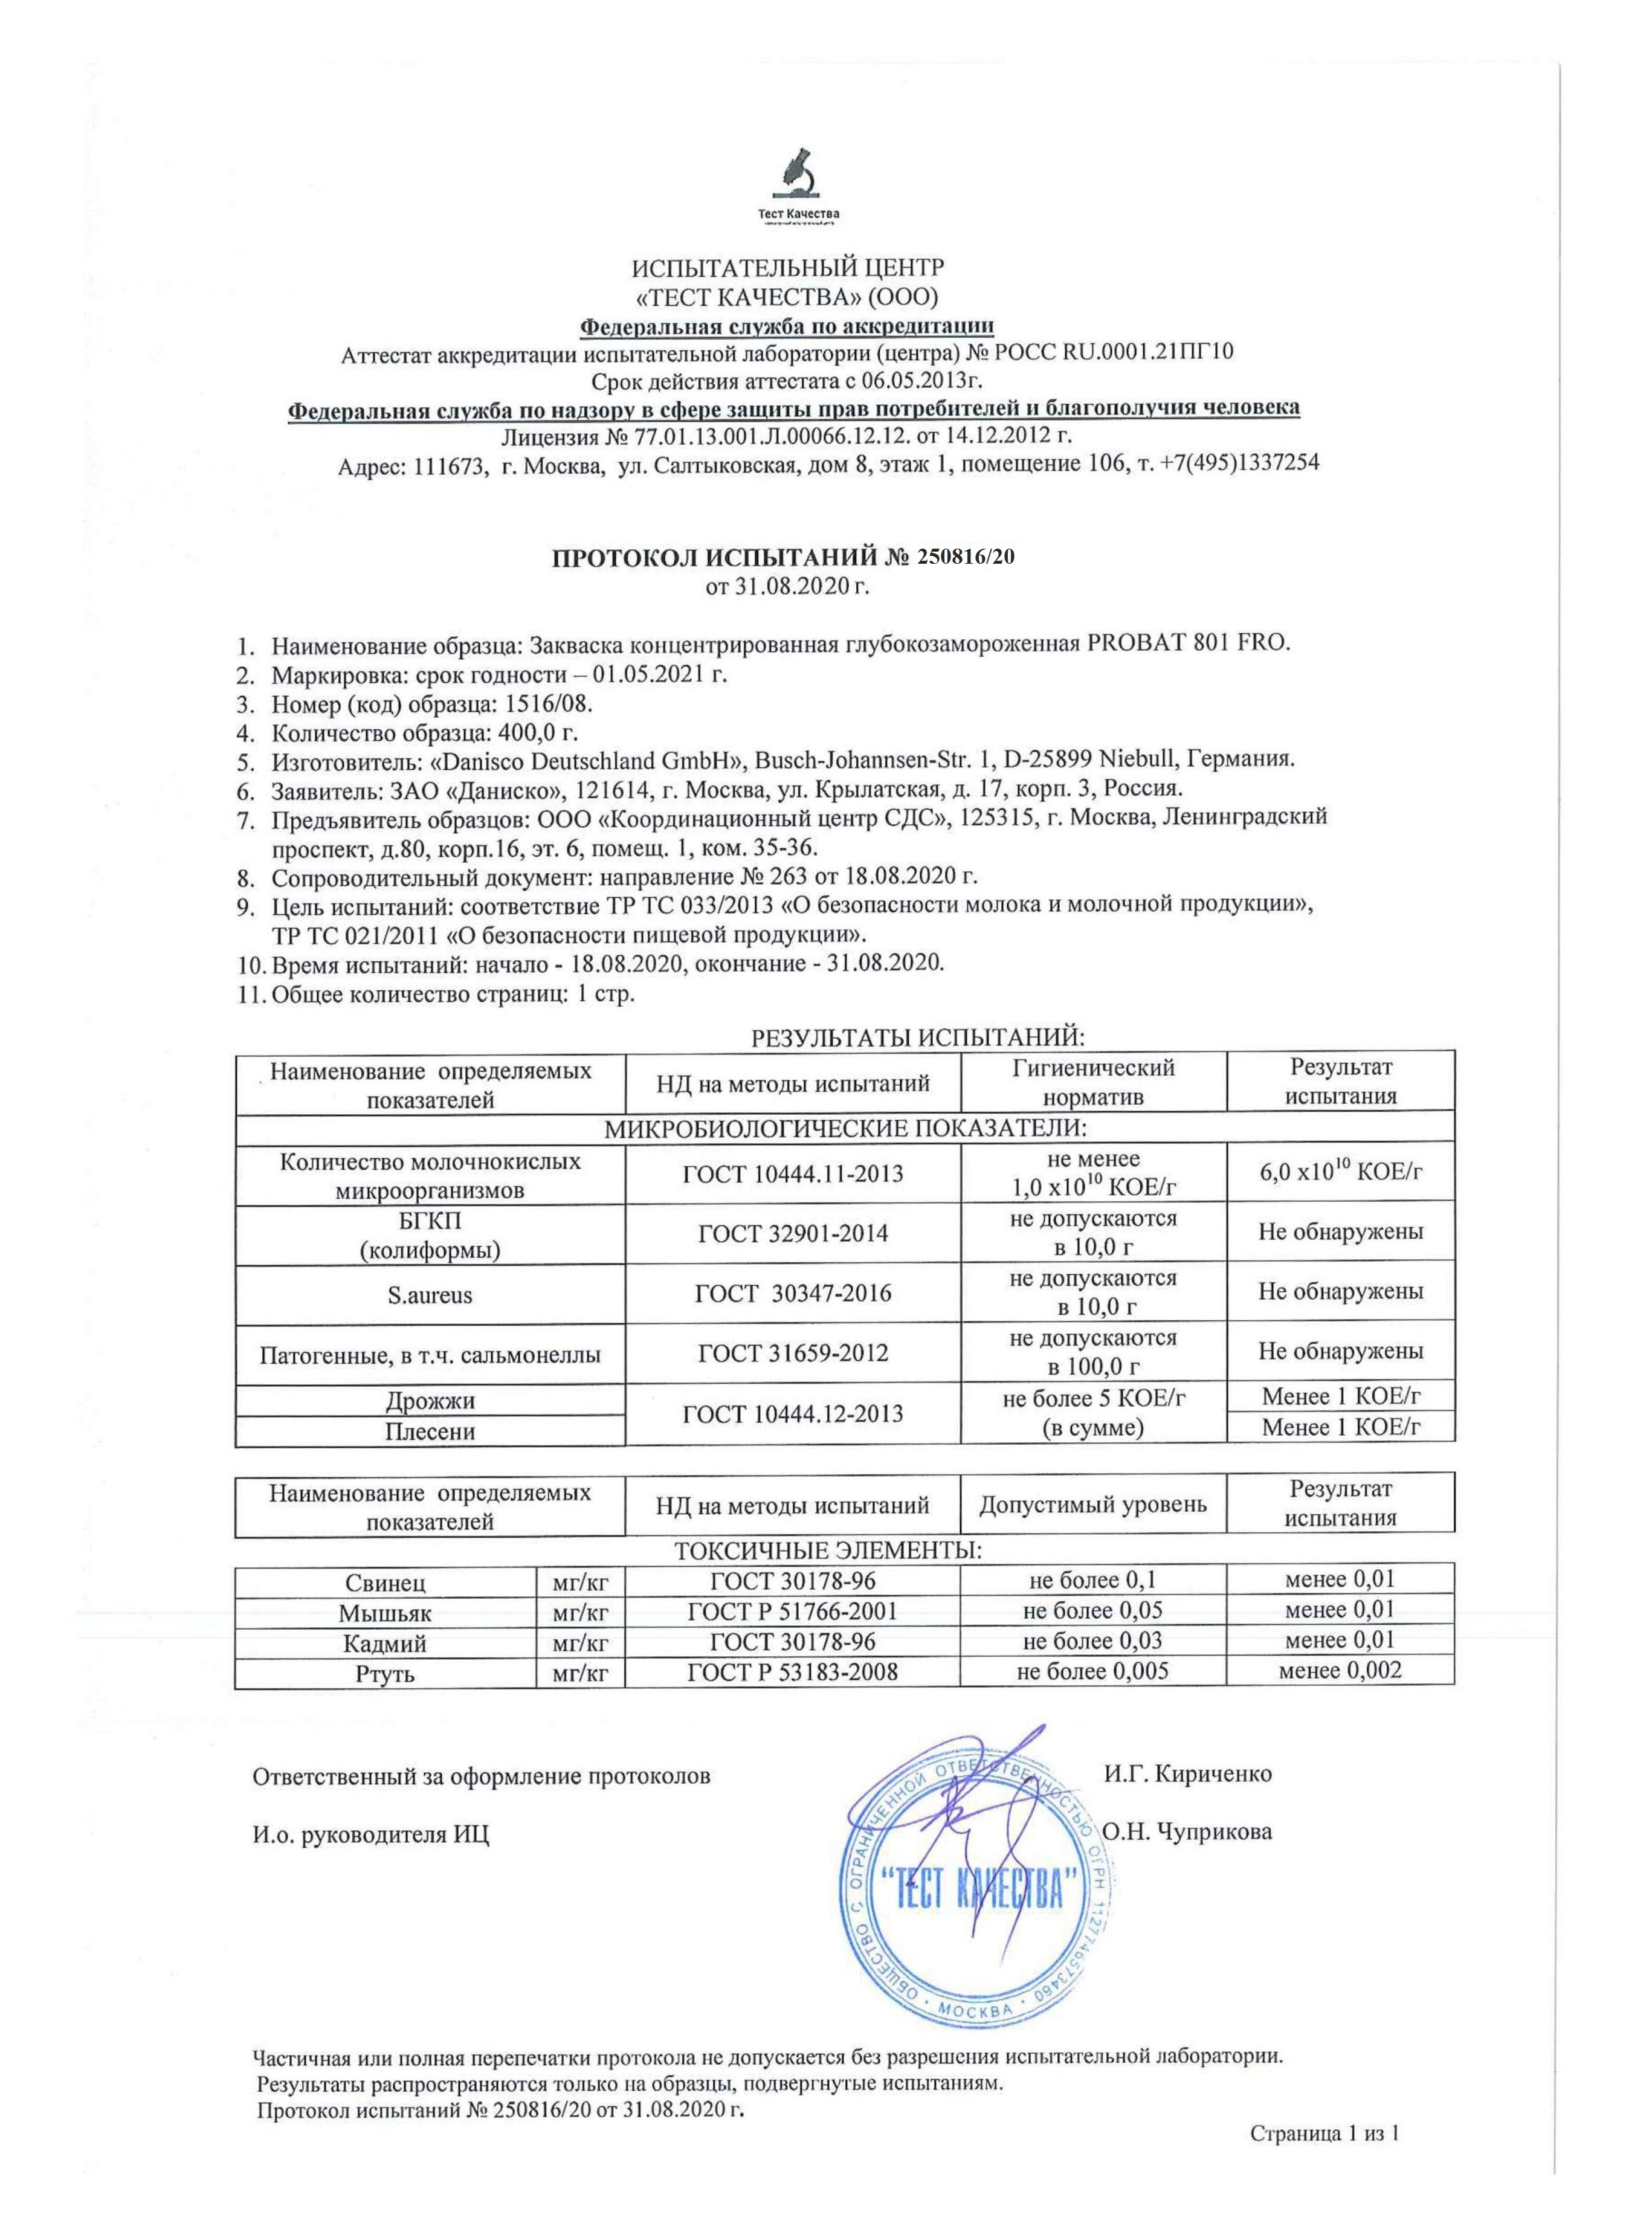 Тест Качества
ИСПЫТАТЕЛЬНЫЙ ЦЕНТР
«ТЕСТ КАЧЕСТВА» (ООО)
Федеральная служба по аккредитации
Аттестат аккредитации испытательной лаборатории (центра) № РОСС RU.0001.21ПГ10
Срок действия аттестата с 06.05.2013г.
Федеральная служба по надзору в сфере защиты прав потребителей и благополучия человека
Лицензия № 77.01.13.001.Л.00066.12.12. от 14.12.2012 г.
Адрес: 111673, г. Москва, ул. Салтыковская, дом 8, этаж 1, помещение 106, т. +7(495)1337254
ПРОТОКОЛ ИСПЫТАНИЙ № 250816/20
от 31.08.2020 г.
1. Наименование образца: Закваска концентрированная глубокозамороженная PROBAT 801 FRO.
2. Маркировка: срок годности – 01.05.2021 г.
3. Номер (код) образца: 1516/08.
4. Количество образца: 400,0 г.
5. Изготовитель: «Danisco Deutschland GmbH», Busch-Johannsen-Str. 1, D-25899 Niebull, Германия.
6. Заявитель: ЗАО «Даниско», 121614, г. Москва, ул. Крылатская, д. 17, корп. 3, Россия.
7. Предъявитель образцов: ООО «Координационный центр СДС», 125315, г. Москва, Ленинградский
проспект, д.80, корп.16, эт. 6, помещ. 1, ком. 35-36.
8. Сопроводительный документ: направление № 263 от 18.08.2020 г.
9. Цель испытаний: соответствие ТР ТС 033/2013 «О безопасности молока и молочной продукции»,
ТР ТС 021/2011 «О безопасности пищевой продукции».
10. Время испытаний: начало - 18.08.2020, окончание - 31.08.2020.
11. Общее количество страниц: 1 стр.
РЕЗУЛЬТАТЫ ИСПЫТАНИЙ:
Наименование определяемых показателей НД на методы испытаний Гигиенический норматив Результат испытания
МИКРОБИОЛОГИЧЕСКИЕ ПОКАЗАТЕЛИ:
Количество молочнокислых микроорганизмов ГОСТ 10444.11-2013 не менее 1,0 х10¹⁰ КОЕ/г 6,0 х10¹⁰ КОЕ/г
БГКП (колиформы) ГОСТ 32901-2014 не допускаются в 10,0 г Не обнаружены
S.aureus ГОСТ 30347-2016 не допускаются в 10,0 г Не обнаружены
Патогенные, в т.ч. сальмонеллы ГОСТ 31659-2012 не допускаются в 100,0 г Не обнаружены
Дрожжи ГОСТ 10444.12-2013 не более 5 КОЕ/г (в сумме) Менее 1 КОЕ/г
Плесени Менее 1 КОЕ/г
Наименование определяемых показателей НД на методы испытаний Допустимый уровень Результат испытания
ТОКСИЧНЫЕ ЭЛЕМЕНТЫ:
Свинец мг/кг ГОСТ 30178-96 не более 0,1 менее 0,01
Мышьяк мг/кг ГОСТ Р 51766-2001 не более 0,05 менее 0,01
Кадмий мг/кг ГОСТ 30178-96 не более 0,03 менее 0,01
Ртуть мг/кг ГОСТ Р 53183-2008 не более 0,005 менее 0,002
Ответственный за оформление протоколов И.Г. Кириченко
И.о. руководителя ИЦ О.Н. Чуприкова
ОБЩЕСТВО С ОГРАНИЧЕННОЙ ОТВЕТСТВЕННОСТЬЮ ОГРН 1127746573460 • МОСКВА •
"ТЕСТ КАЧЕСТВА"
Частичная или полная перепечатки протокола не допускается без разрешения испытательной лаборатории.
Результаты распространяются только на образцы, подвергнутые испытаниям.
Протокол испытаний № 250816/20 от 31.08.2020 г.
Страница 1 из 1